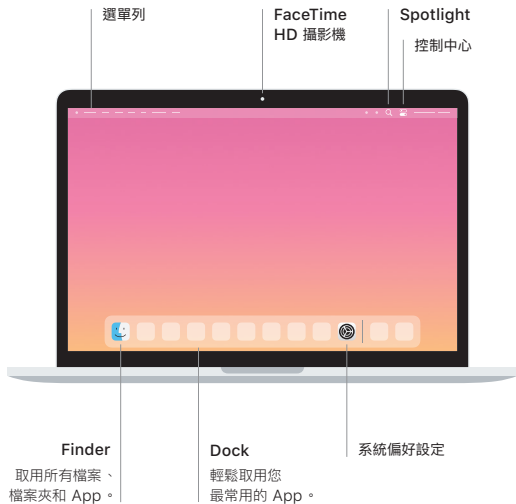 選單列
FaceTime
HD 攝影機
Spotlight
控制中心
Finder
取用所有檔案、
檔案夾和 App。
Dock
輕鬆取用您
最常用的 App。
系統偏好設定